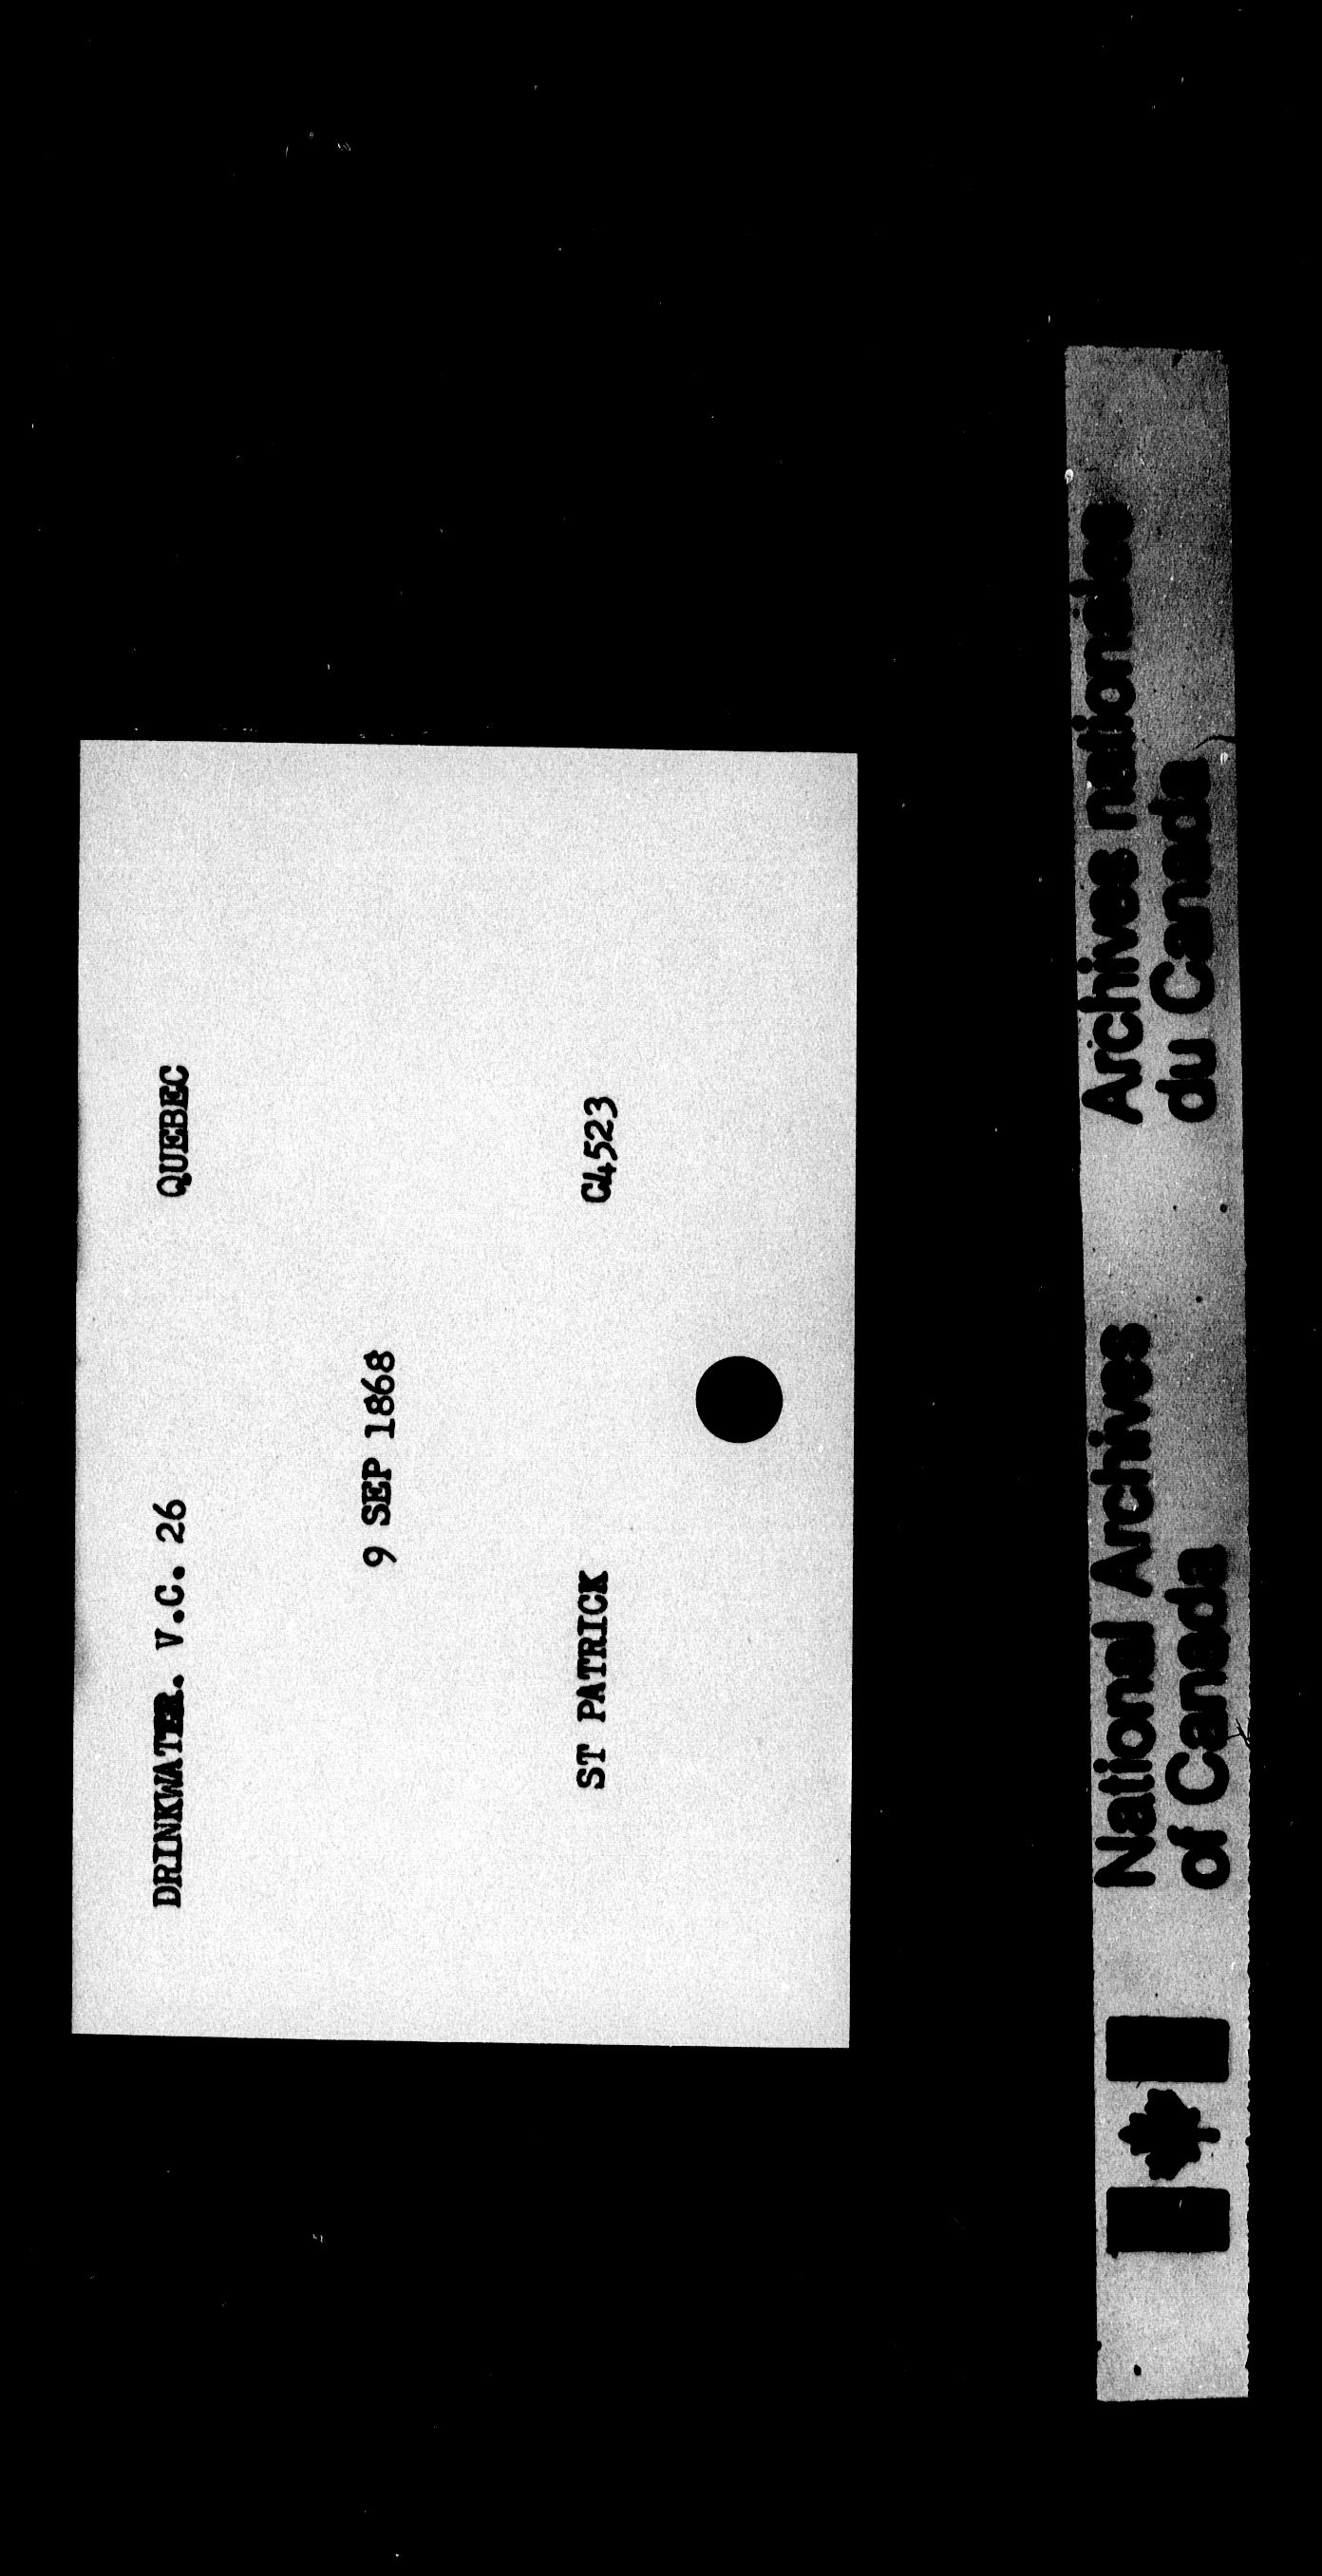 DRINKWATER. V.C. 26 QUEBEC
9 SEP 1868
ST PATRICK C4523
National Archives
of Canada
Archives nationales
du Canada